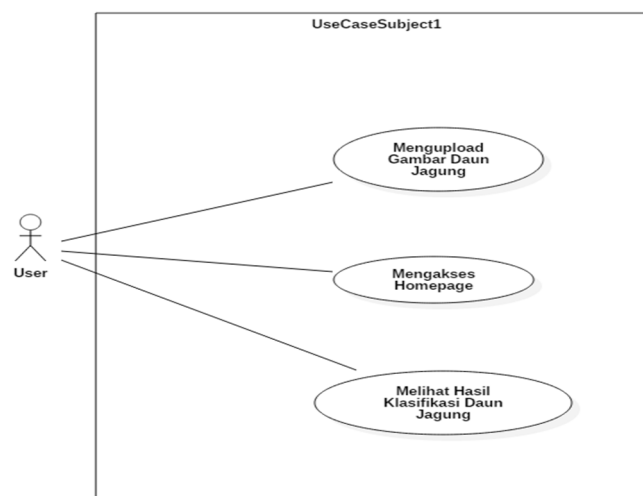 UseCaseSubject1
Mengupload
Gambar Daun
Jagung
User
Mengakses
Homepage
Melihat Hasil
Klasifikasi Daun
Jagung